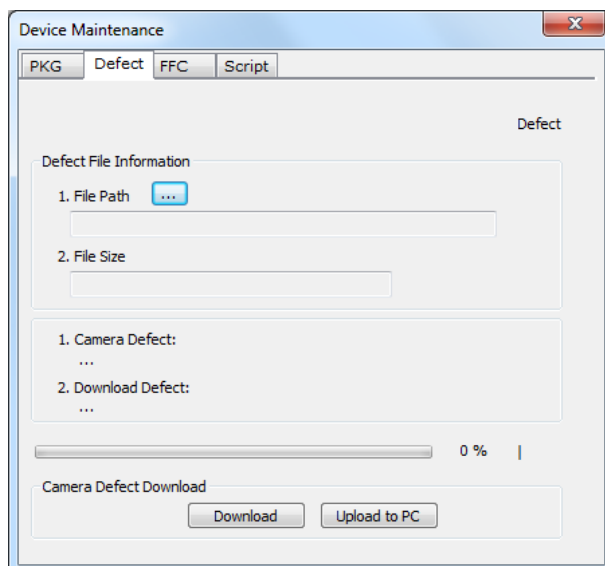 Device Maintenance
PKG Defect FFC Script
Defect
Defect File Information
1. File Path ...
2. File Size
1. Camera Defect:
...
2. Download Defect:
...
0 % |
Camera Defect Download
Download Upload to PC